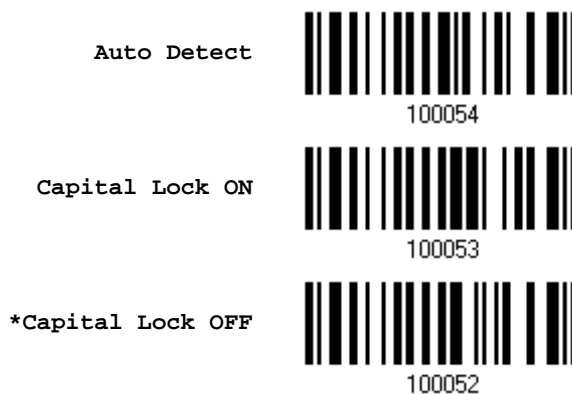 Auto Detect
100054
Capital Lock ON
100053
*Capital Lock OFF
100052